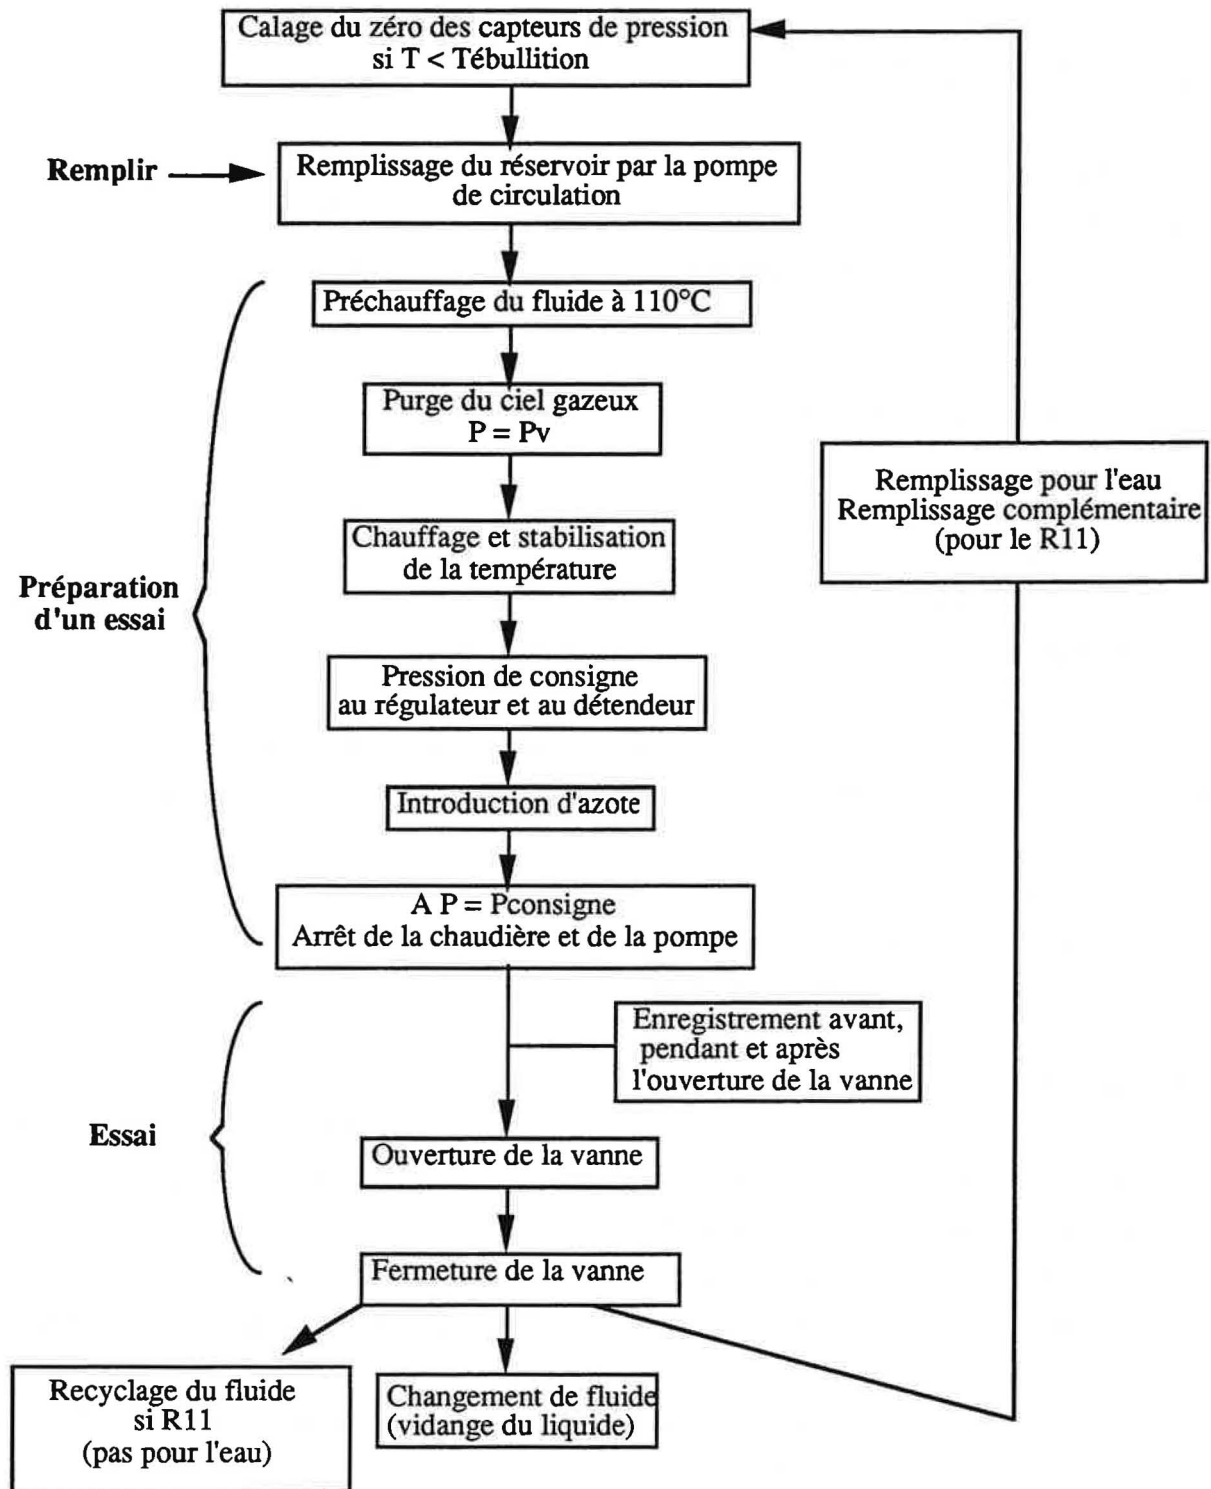 Calage du zéro des capteurs de pression
si T < Tébullition
Remplir
Remplissage du réservoir par la pompe
de circulation
Préchauffage du fluide à 110°C
Purge du ciel gazeux
P = Pv
Remplissage pour l'eau
Remplissage complémentaire
(pour le R11)
Chauffage et stabilisation
de la température
Préparation
d'un essai
Pression de consigne
au régulateur et au détendeur
Introduction d'azote
A P = Pconsigne
Arrêt de la chaudière et de la pompe
Enregistrement avant,
pendant et après
l'ouverture de la vanne
Essai
Ouverture de la vanne
Fermeture de la vanne
Recyclage du fluide
si R11
(pas pour l'eau)
Changement de fluide
(vidange du liquide)